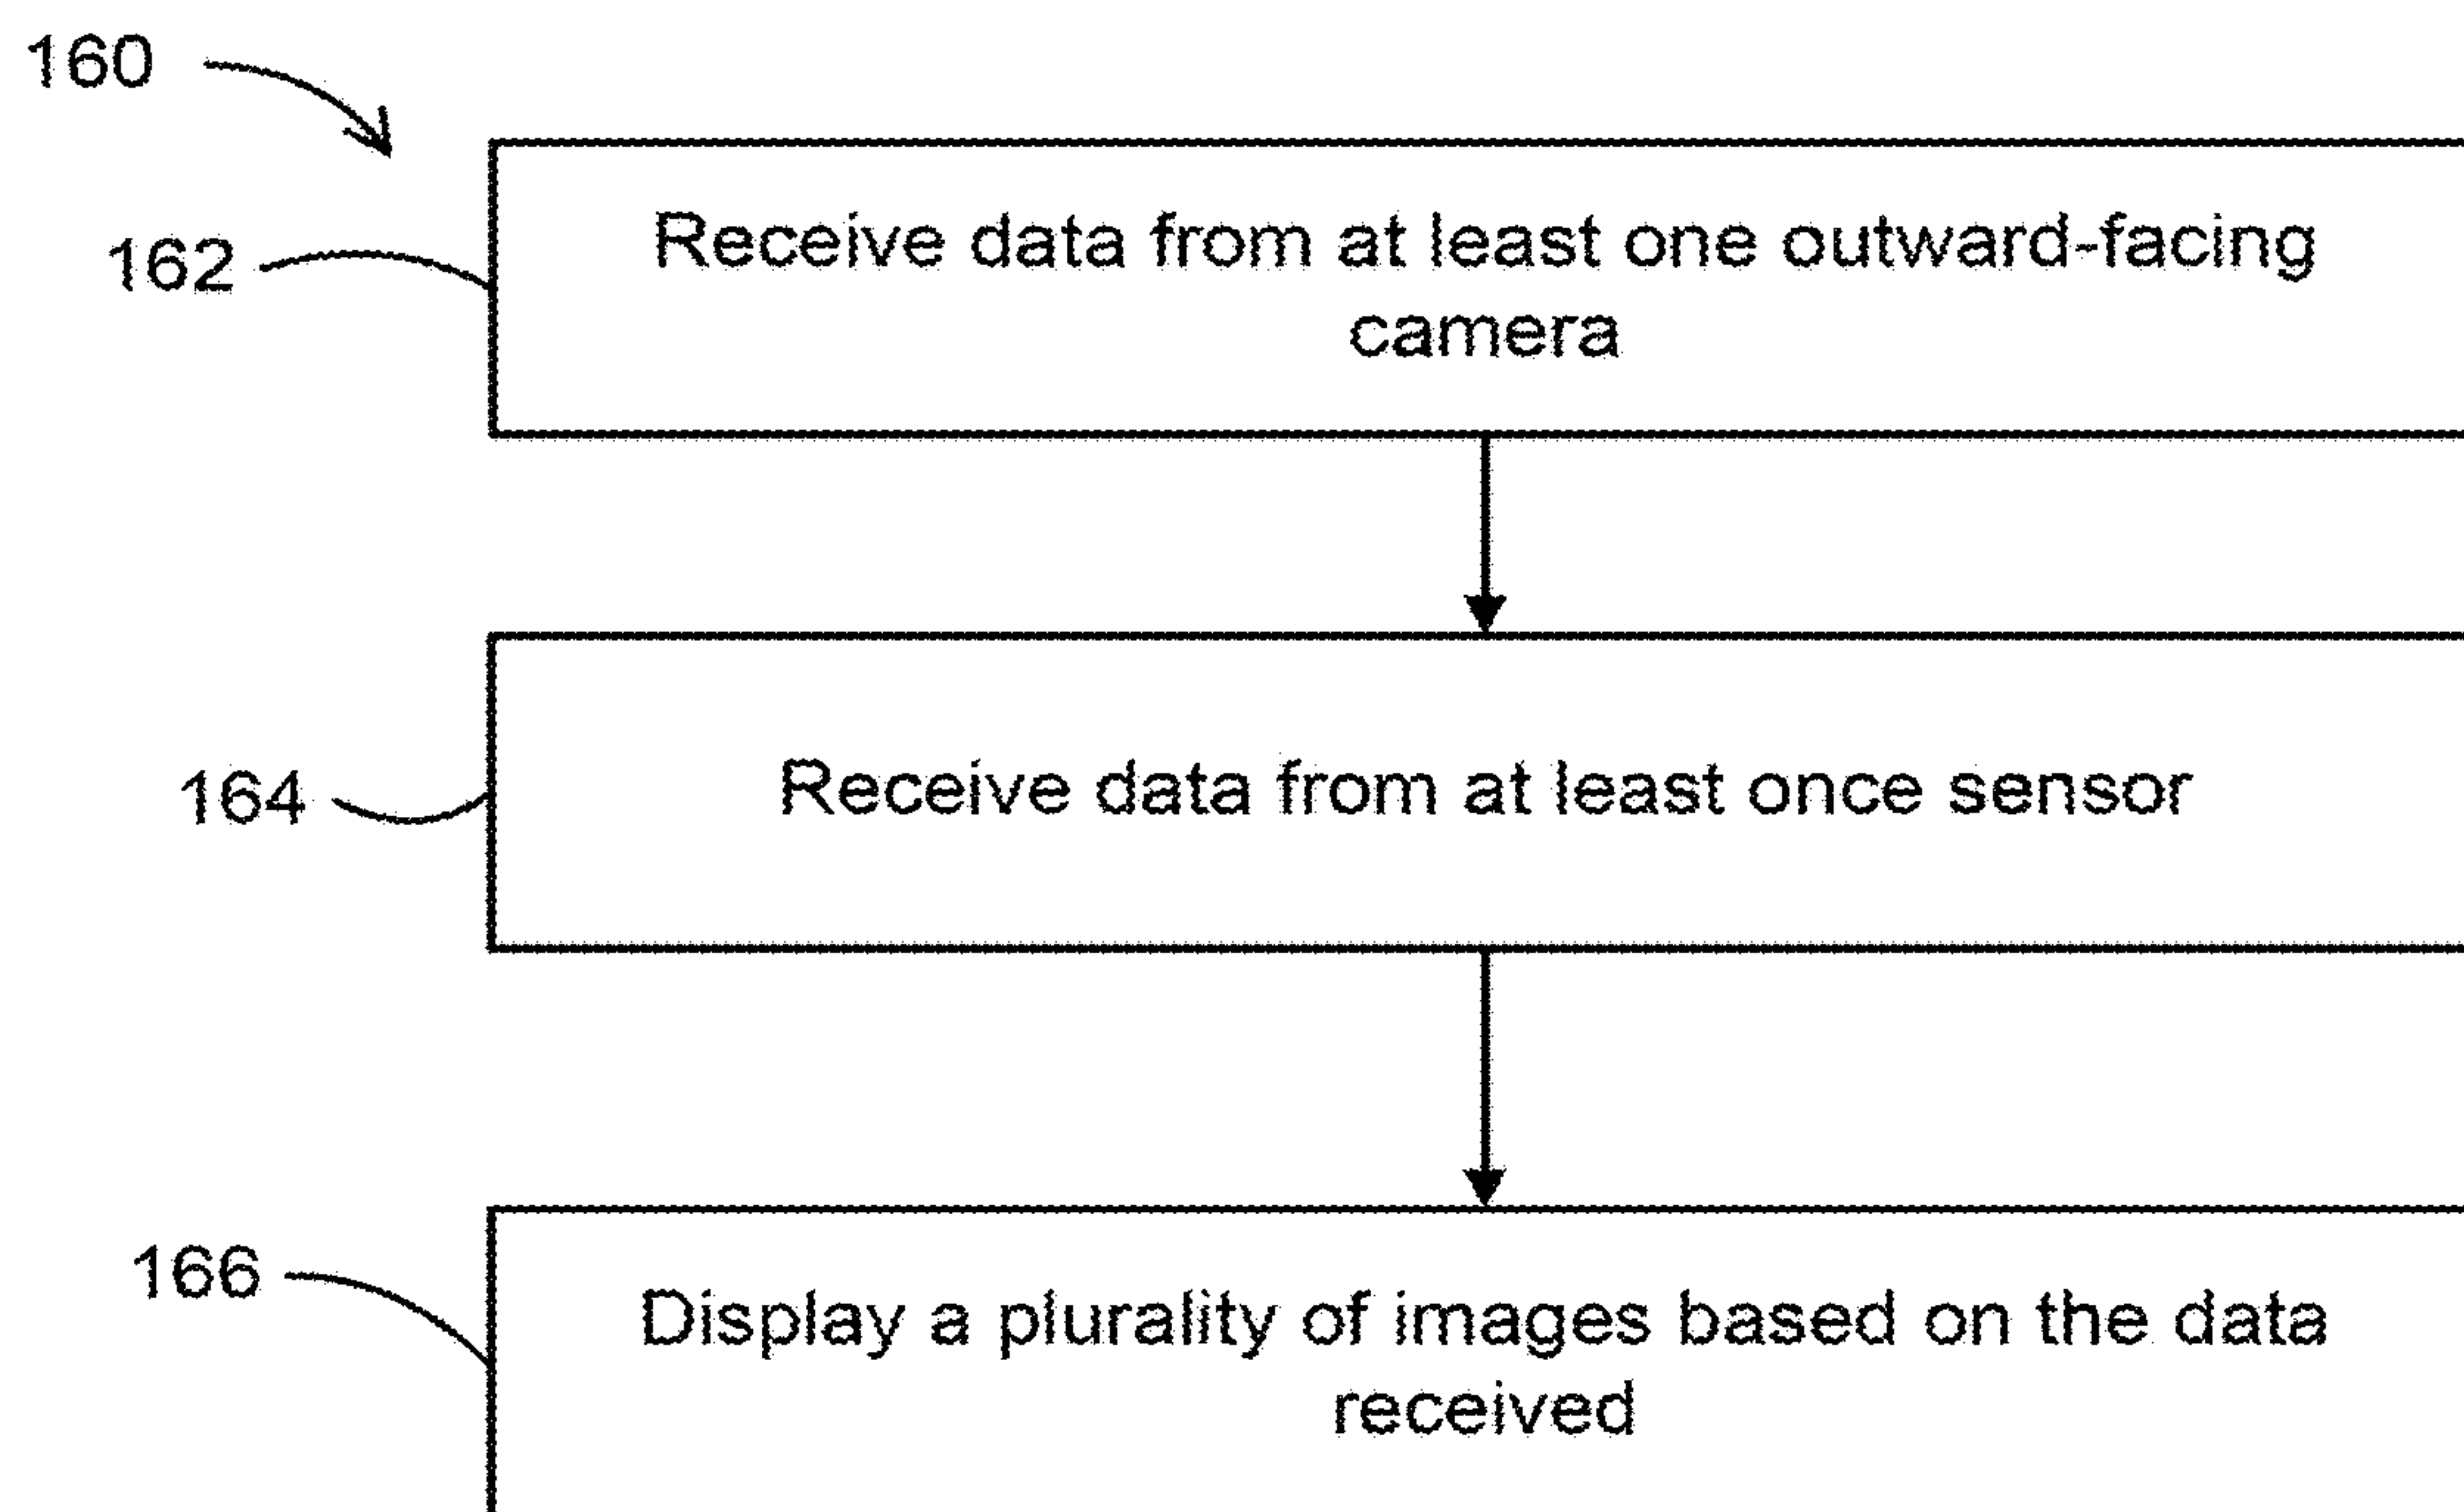 160
162
Receive data from at least one outward-facing
camera
164
Receive data from at least once sensor
166
Display a plurality of images based on the data
received